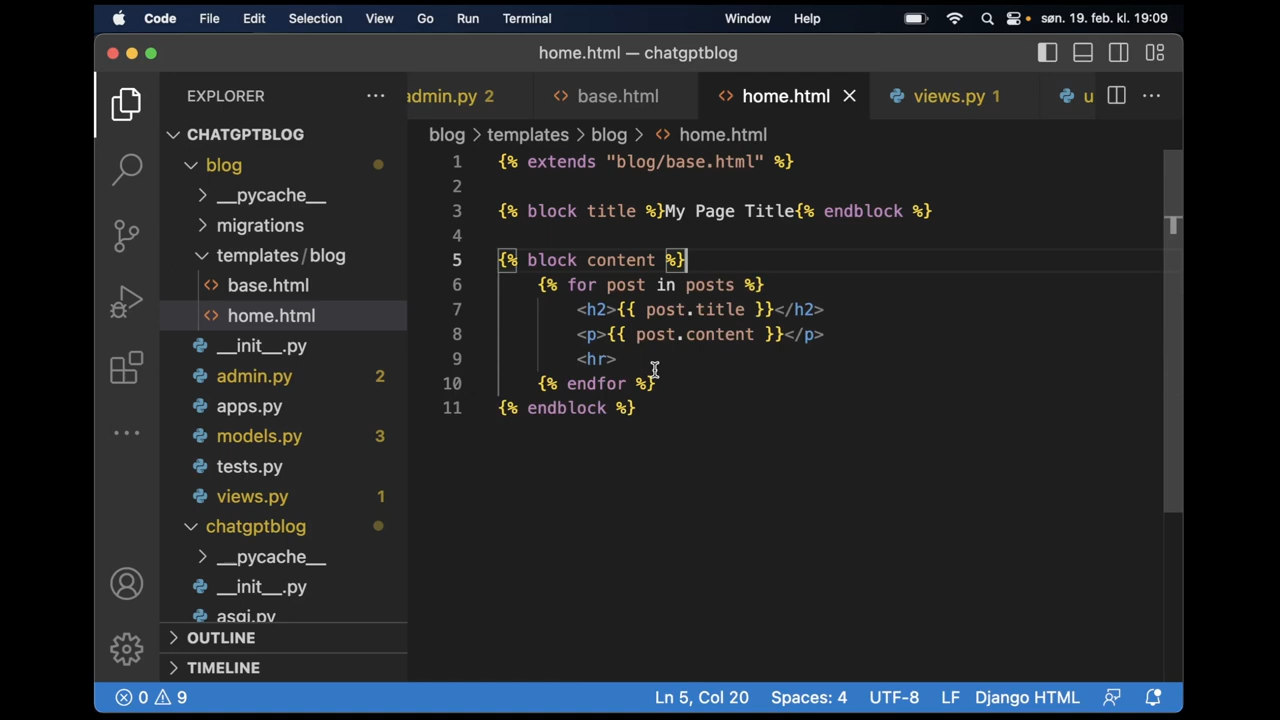 Code File Edit Selection View Go Run Terminal Window Help søn. 19. feb. kl. 19:09
home.html — chatgptblog
EXPLORER
admin.py 2 base.html home.html views.py 1 u
CHATGPTBLOG
blog
__pycache__
migrations
templates/blog
base.html
home.html
__init__.py
admin.py 2
apps.py
models.py 3
tests.py
views.py 1
chatgptblog
__pycache__
__init__.py
asgi.py
OUTLINE
TIMELINE
blog > templates > blog > home.html
1 {% extends "blog/base.html" %}
2
3 {% block title %}My Page Title{% endblock %}
4
5 {% block content %}
6     {% for post in posts %}
7         <h2>{{ post.title }}</h2>
8         <p>{{ post.content }}</p>
9         <hr>
10     {% endfor %}
11 {% endblock %}
0 9 Ln 5, Col 20 Spaces: 4 UTF-8 LF Django HTML